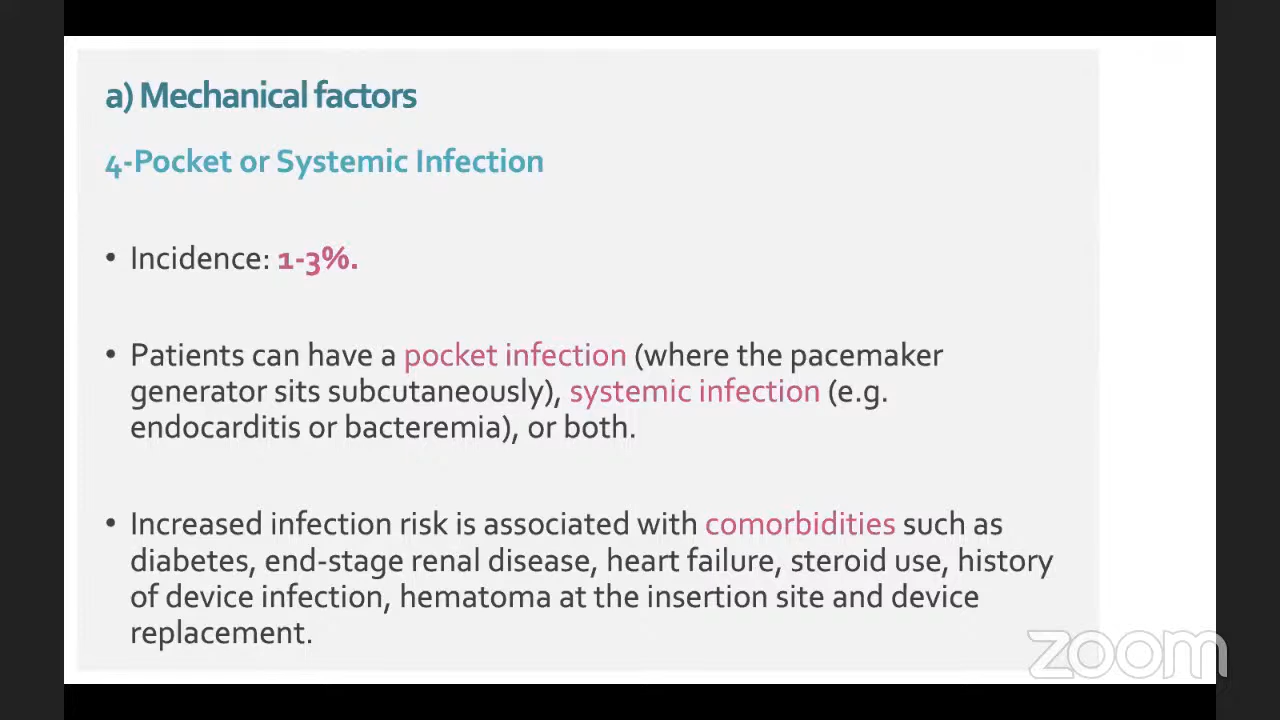 a) Mechanical factors
4-Pocket or Systemic Infection
• Incidence: 1-3%.
• Patients can have a pocket infection (where the pacemaker
generator sits subcutaneously), systemic infection (e.g.
endocarditis or bacteremia), or both.
• Increased infection risk is associated with comorbidities such as
diabetes, end-stage renal disease, heart failure, steroid use, history
of device infection, hematoma at the insertion site and device
replacement.
zoom